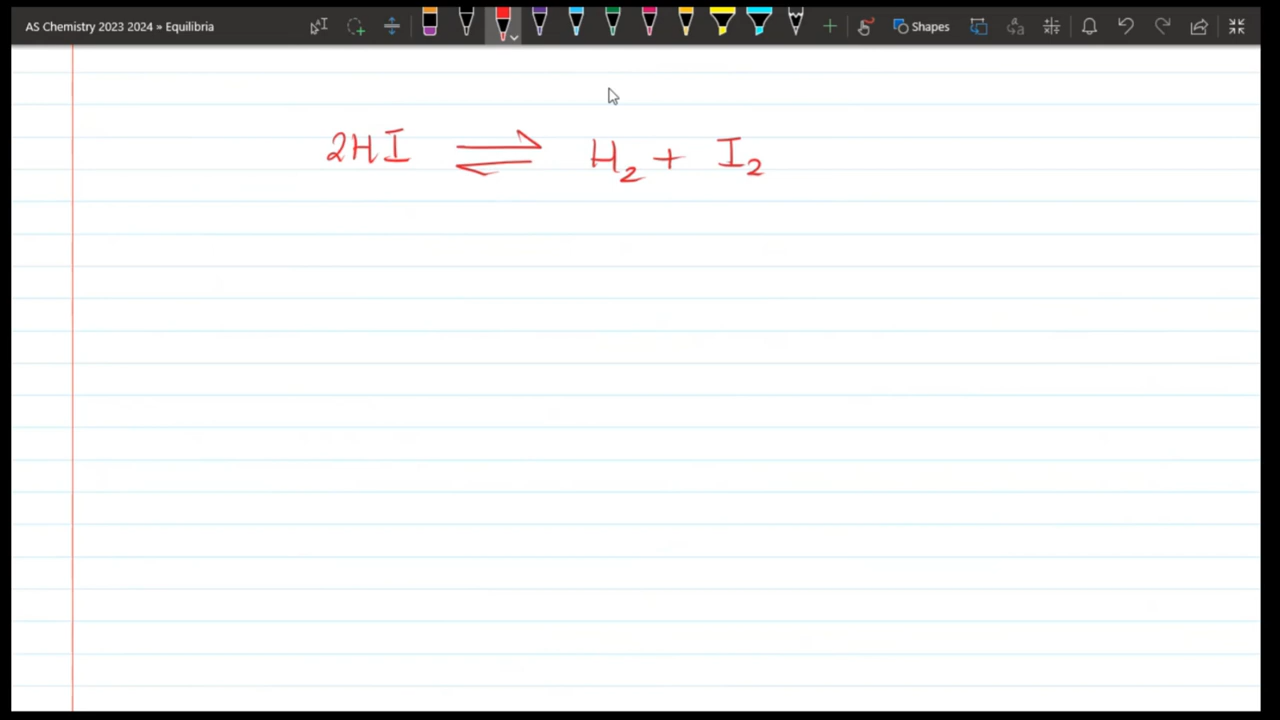 AS Chemistry 2023 2024 » Equilibria
Shapes
2HI ⇌ H₂ + I₂